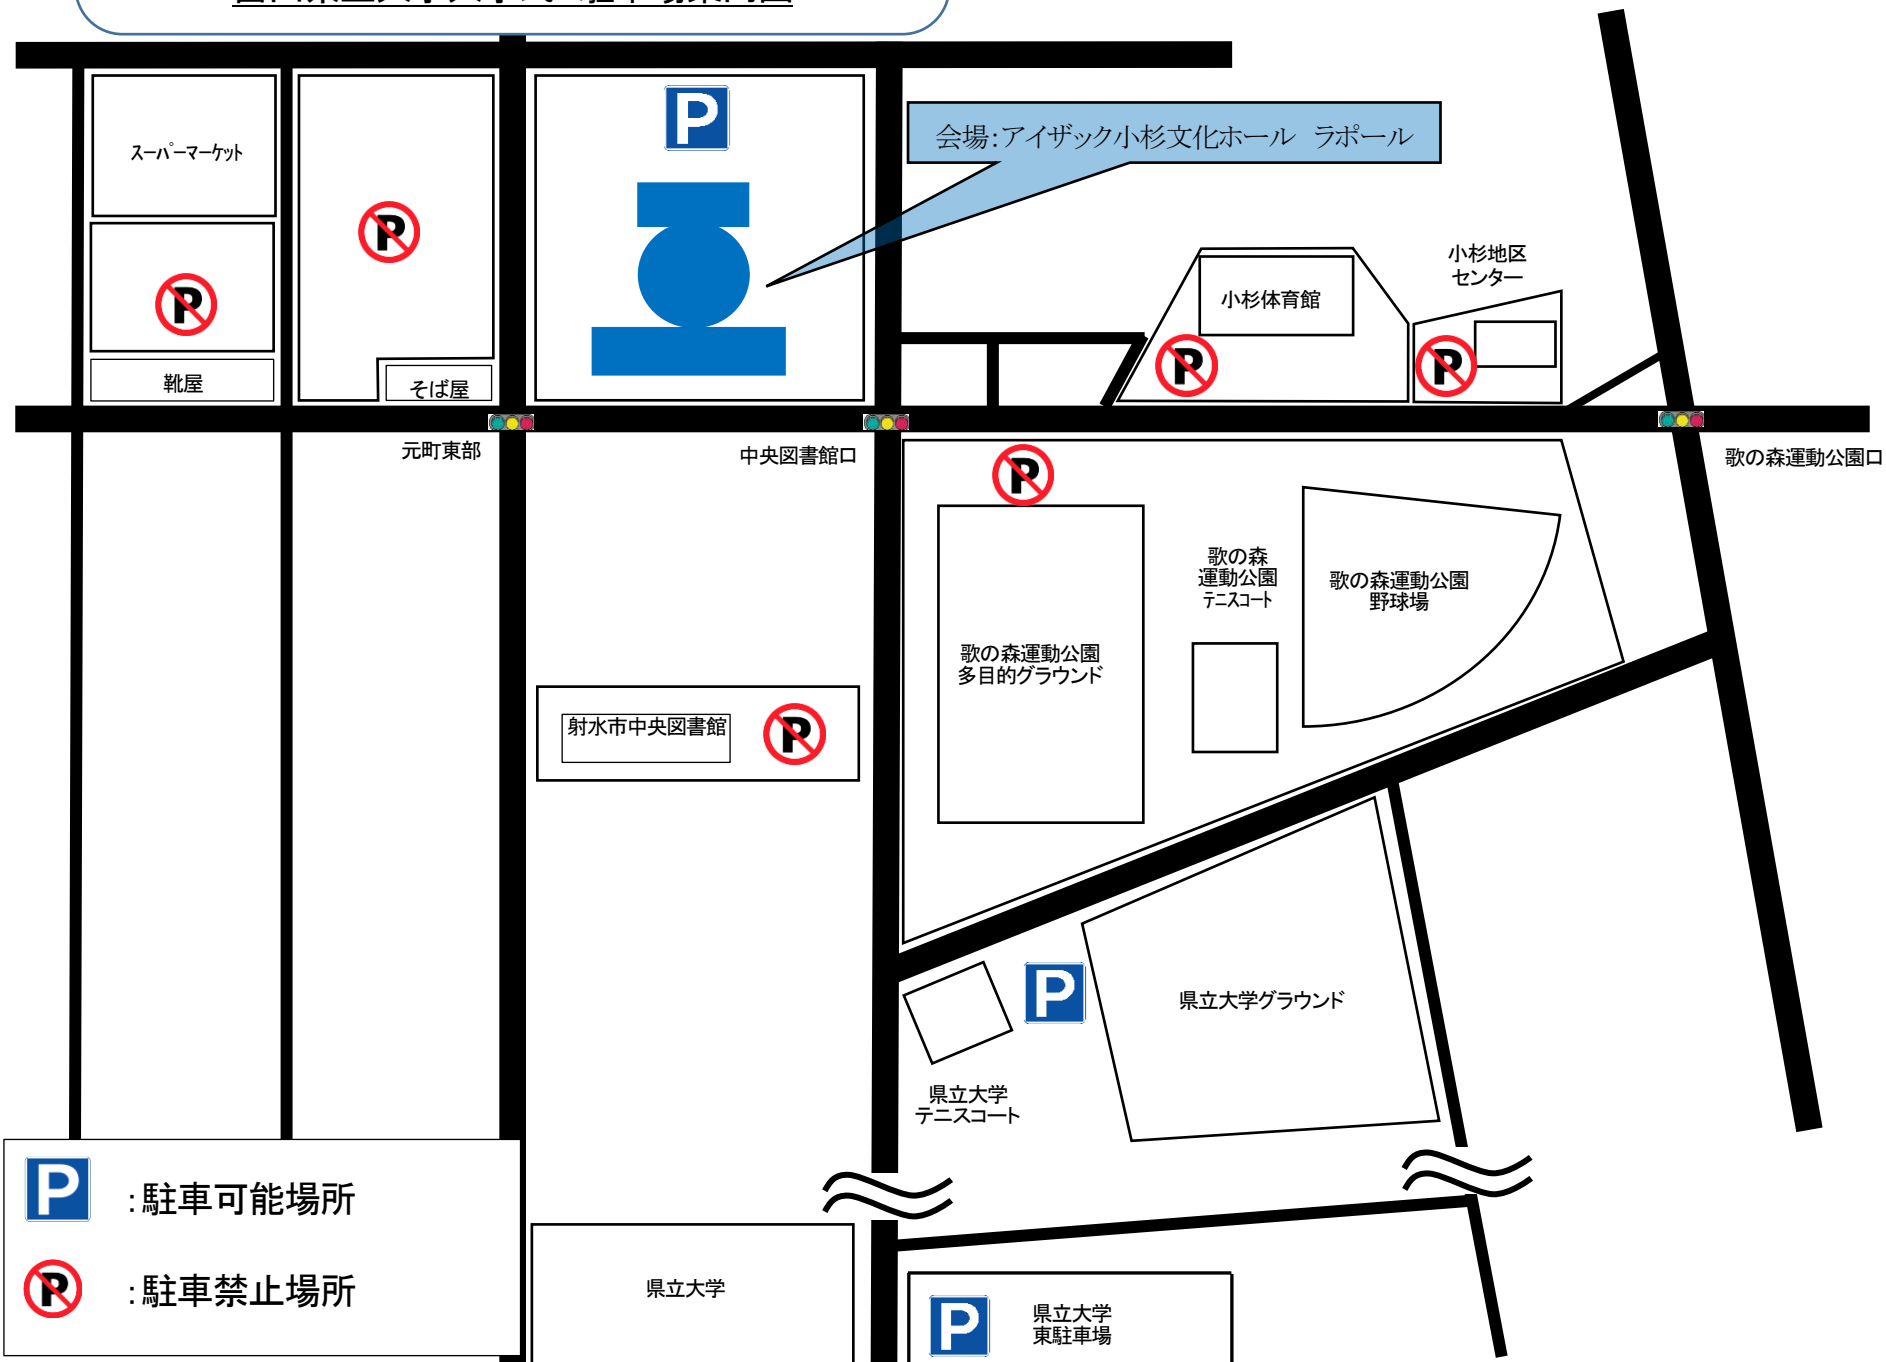 会場：アイザック小杉文化ホール　ラポール
スーパーマーケット
小杉地区
センター
小杉体育館
靴屋
そば屋
元町東部
中央図書館口
歌の森運動公園口
歌の森
運動公園
テニスコート
歌の森運動公園
野球場
歌の森運動公園
多目的グラウンド
射水市中央図書館
県立大学グラウンド
県立大学
テニスコート
：駐車可能場所
：駐車禁止場所
県立大学
県立大学
東駐車場